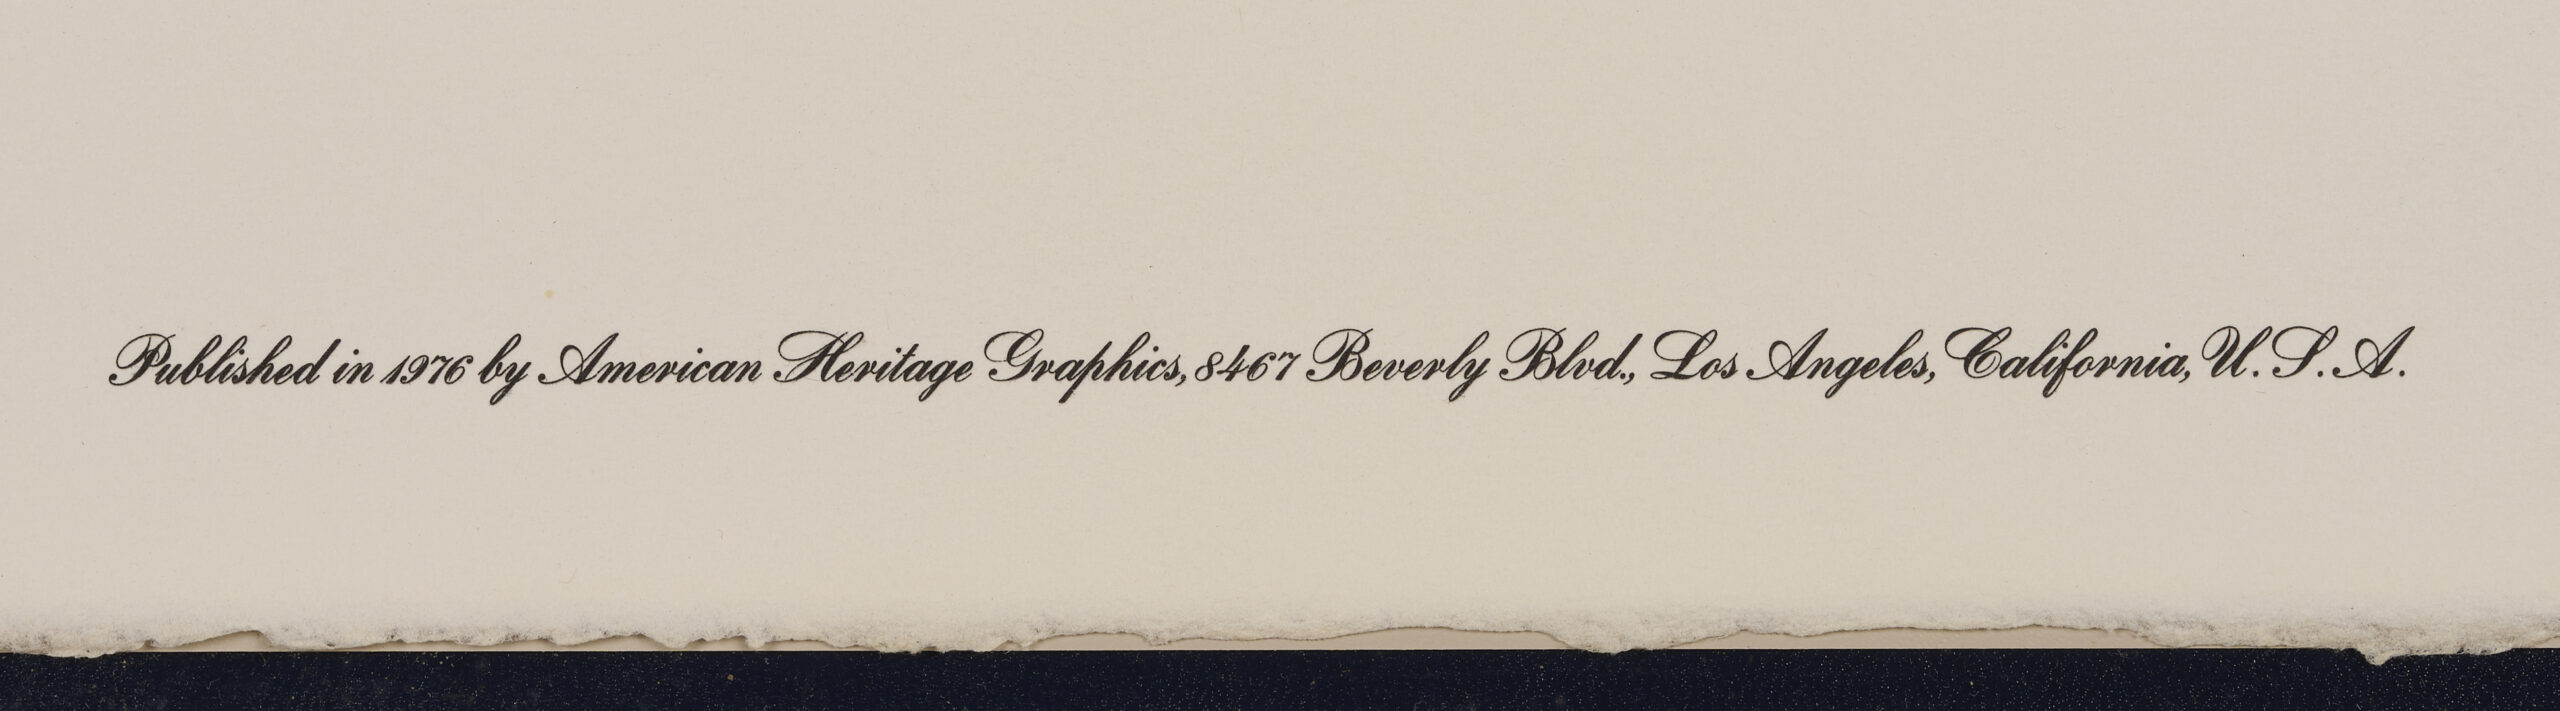 Published in 1976 by American Heritage Graphics, 8467 Beverly Blvd., Los Angeles, California, U. S. A.